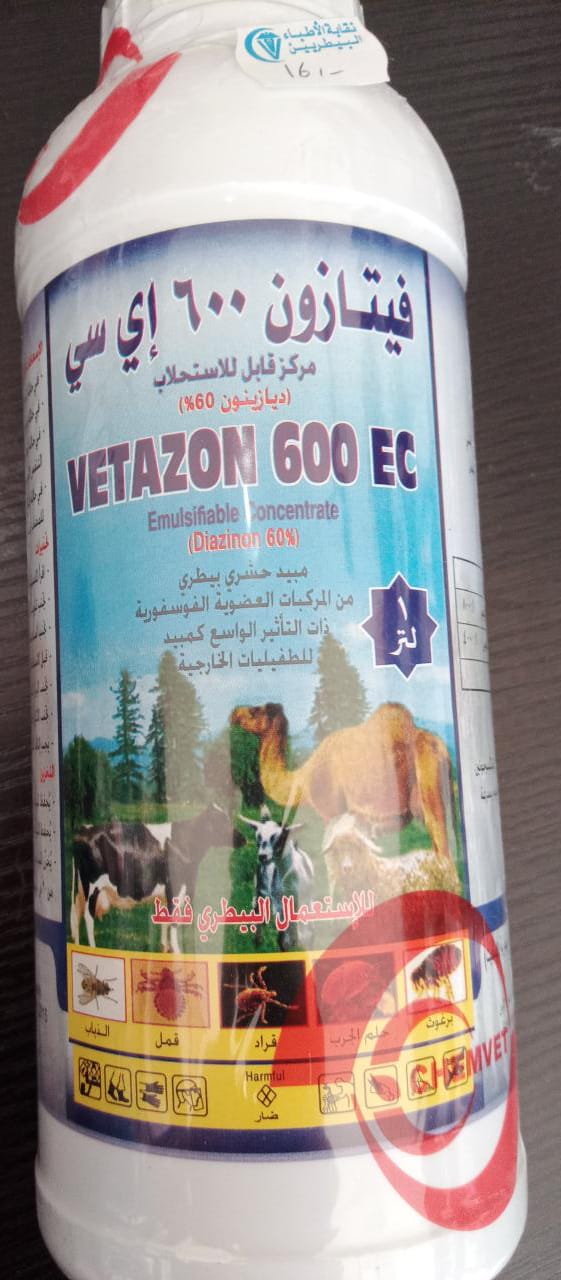 نقابة الأطباء
البيطريين
١٦,-
فيتازون ٦٠٠ إي سي
مركز قابل للاستحلاب
(ديازينون 60%)
VETAZON 600 EC
Emulsifiable Concentrate
(Diazinon 60%)
مبيد حشري بيطري
من المركبات العضوية الفوسفورية
ذات التأثير الواسع كمبيد
للطفيليات الخارجية
١
لتر
للإستعمال البيطري فقط
الذباب
قمل
قراد
حلم الجرب
برغوث
CHEMVET
Harmful
ضار